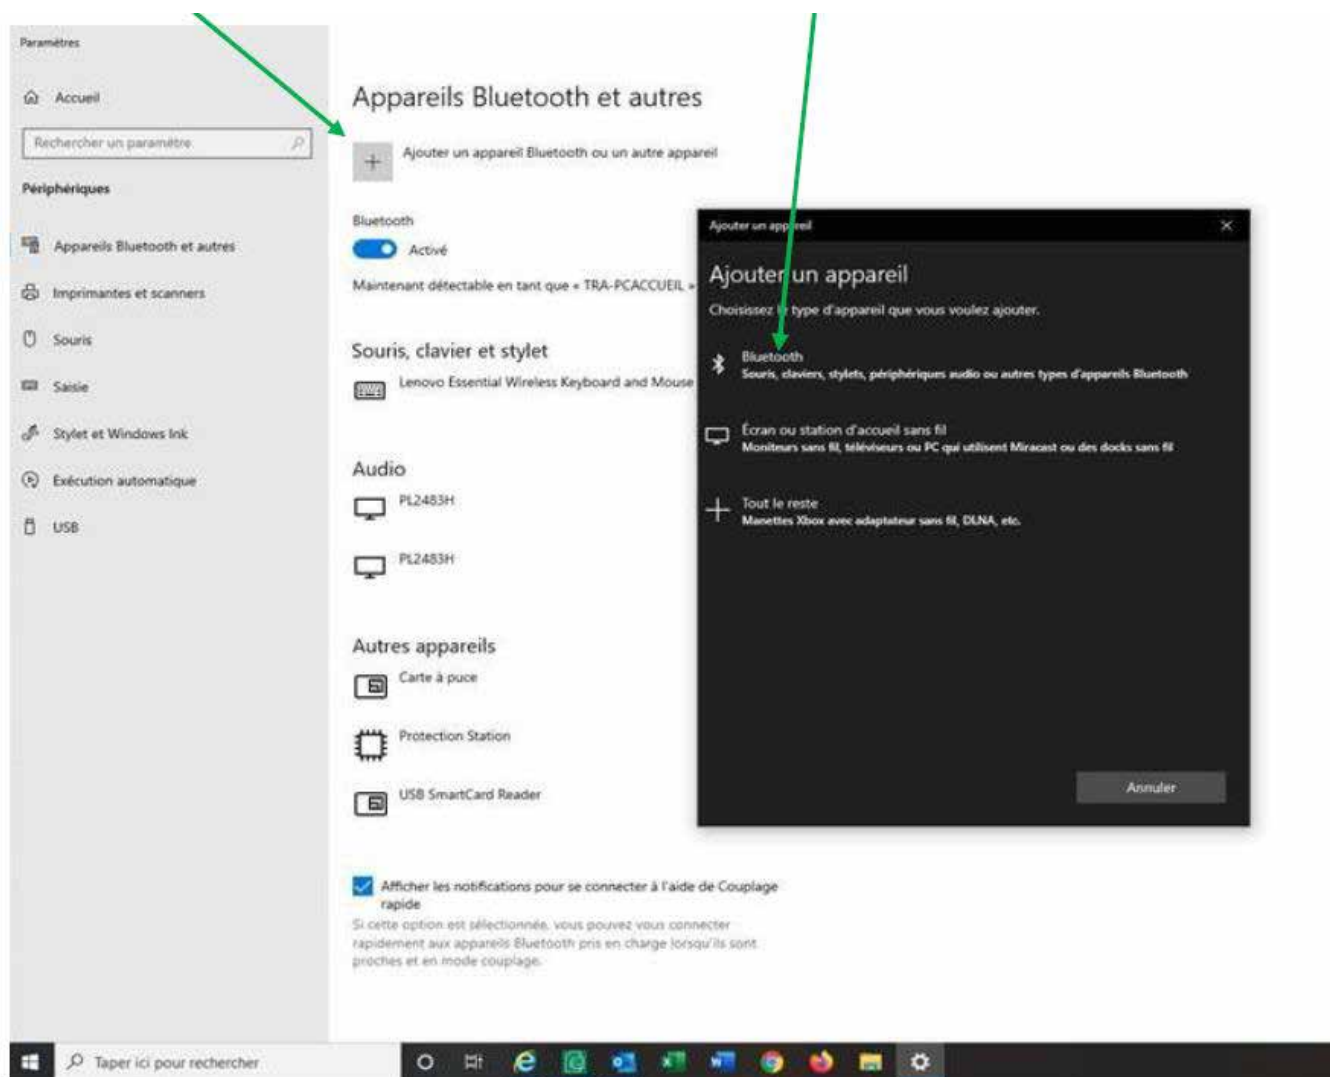 Paramètres
Accueil
Rechercher un paramètre
Périphériques
Appareils Bluetooth et autres
Imprimantes et scanners
Souris
Saisie
Stylet et Windows Ink
Exécution automatique
USB
Appareils Bluetooth et autres
Ajouter un appareil Bluetooth ou un autre appareil
Bluetooth
Activé
Maintenant détectable en tant que « TRA-PCACCUEIL »
Souris, clavier et stylet
Lenovo Essential Wireless Keyboard and Mouse
Audio
PL2483H
PL2483H
Autres appareils
Carte à puce
Protection Station
USB SmartCard Reader
Afficher les notifications pour se connecter à l'aide de Couplage
rapide
Si cette option est sélectionnée, vous pouvez vous connecter
rapidement aux appareils Bluetooth pris en charge lorsqu'ils sont
proches et en mode couplage.
Ajouter un appareil
Ajouter un appareil
Choisissez le type d'appareil que vous voulez ajouter.
Bluetooth
Souris, claviers, stylets, périphériques audio ou autres types d'appareils Bluetooth
Écran ou station d'accueil sans fil
Moniteurs sans fil, téléviseurs ou PC qui utilisent Miracast ou des docks sans fil
Tout le reste
Manettes Xbox avec adaptateur sans fil, DLNA, etc.
Annuler
Taper ici pour rechercher